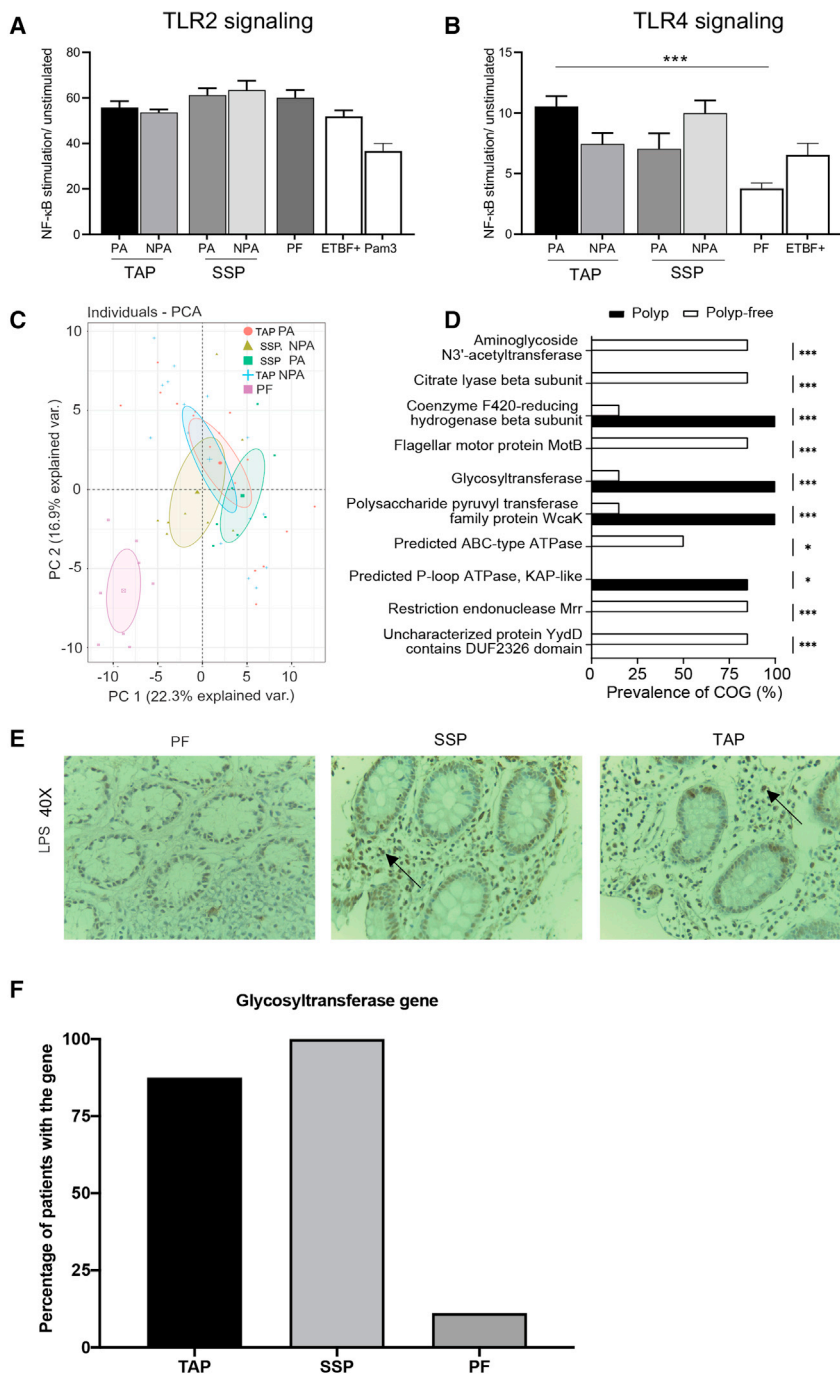 A
TLR2 signaling
NF-κB stimulation/ unstimulated
80
60
40
20
0
PA
NPA
PA
NPA
PF
ETBF+
Pam3
TAP
SSP
B
TLR4 signaling
NF-κB stimulation/ unstimulated
15
10
5
0
***
PA
NPA
PA
NPA
PF
ETBF+
TAP
SSP
C
Individuals - PCA
TAP PA
SSP. NPA
SSP PA
TAP NPA
PF
PC 2 (16.9% explained var.)
10
5
0
-5
-10
-10
-5
0
5
10
PC 1 (22.3% explained var.)
D
Polyp
Polyp-free
Aminoglycoside
N3'-acetyltransferase
***
Citrate lyase beta subunit
***
Coenzyme F420-reducing
hydrogenase beta subunit
***
Flagellar motor protein MotB
***
Glycosyltransferase
***
Polysaccharide pyruvyl transferase
family protein WcaK
***
Predicted ABC-type ATPase
*
Predicted P-loop ATPase, KAP-like
*
Restriction endonuclease Mrr
***
Uncharacterized protein YydD
contains DUF2326 domain
***
0
25
50
75
100
Prevalence of COG (%)
E
PF
SSP
TAP
LPS 40X
F
Glycosyltransferase gene
Percentage of patients with the gene
100
75
50
25
0
TAP
SSP
PF